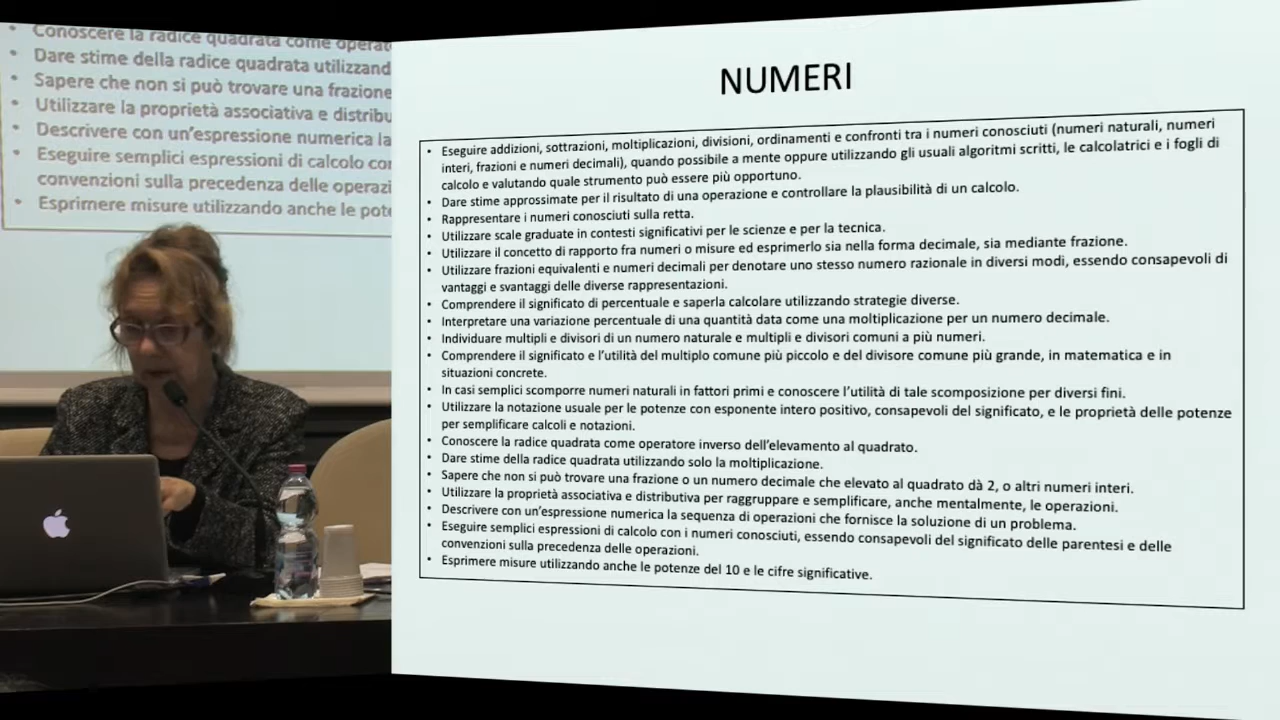 Conoscere la radice quadrata come
• Dare stime della radice quadrata
• Sapere che non si può trovare una frazione
• Utilizzare la proprietà associativa e
• Descrivere con un'espressione numerica la
• Eseguire semplici espressioni di calcolo
convenzioni sulla precedenza delle
• Esprimere misure utilizzando anche le
NUMERI
• Eseguire addizioni, sottrazioni, moltiplicazioni, divisioni, ordinamenti e confronti tra i numeri conosciuti (numeri naturali, numeri
interi, frazioni e numeri decimali), quando possibile a mente oppure utilizzando gli usuali algoritmi scritti, le calcolatrici e i fogli di
calcolo e valutando quale strumento può essere più opportuno.
• Dare stime approssimate per il risultato di una operazione e controllare la plausibilità di un calcolo.
• Rappresentare i numeri conosciuti sulla retta.
• Utilizzare scale graduate in contesti significativi per le scienze e per la tecnica.
• Utilizzare il concetto di rapporto fra numeri o misure ed esprimerlo sia nella forma decimale, sia mediante frazione.
• Utilizzare frazioni equivalenti e numeri decimali per denotare uno stesso numero razionale in diversi modi, essendo consapevoli di
vantaggi e svantaggi delle diverse rappresentazioni.
• Comprendere il significato di percentuale e saperla calcolare utilizzando strategie diverse.
• Interpretare una variazione percentuale di una quantità data come una moltiplicazione per un numero decimale.
• Individuare multipli e divisori di un numero naturale e multipli e divisori comuni a più numeri.
• Comprendere il significato e l'utilità del multiplo comune più piccolo e del divisore comune più grande, in matematica e in
situazioni concrete.
• In casi semplici scomporre numeri naturali in fattori primi e conoscere l'utilità di tale scomposizione per diversi fini.
• Utilizzare la notazione usuale per le potenze con esponente intero positivo, consapevoli del significato, e le proprietà delle potenze
per semplificare calcoli e notazioni.
• Conoscere la radice quadrata come operatore inverso dell'elevamento al quadrato.
• Dare stime della radice quadrata utilizzando solo la moltiplicazione.
• Sapere che non si può trovare una frazione o un numero decimale che elevato al quadrato dà 2, o altri numeri interi.
• Utilizzare la proprietà associativa e distributiva per raggruppare e semplificare, anche mentalmente, le operazioni.
• Descrivere con un'espressione numerica la sequenza di operazioni che fornisce la soluzione di un problema.
• Eseguire semplici espressioni di calcolo con i numeri conosciuti, essendo consapevoli del significato delle parentesi e delle
convenzioni sulla precedenza delle operazioni.
• Esprimere misure utilizzando anche le potenze del 10 e le cifre significative.